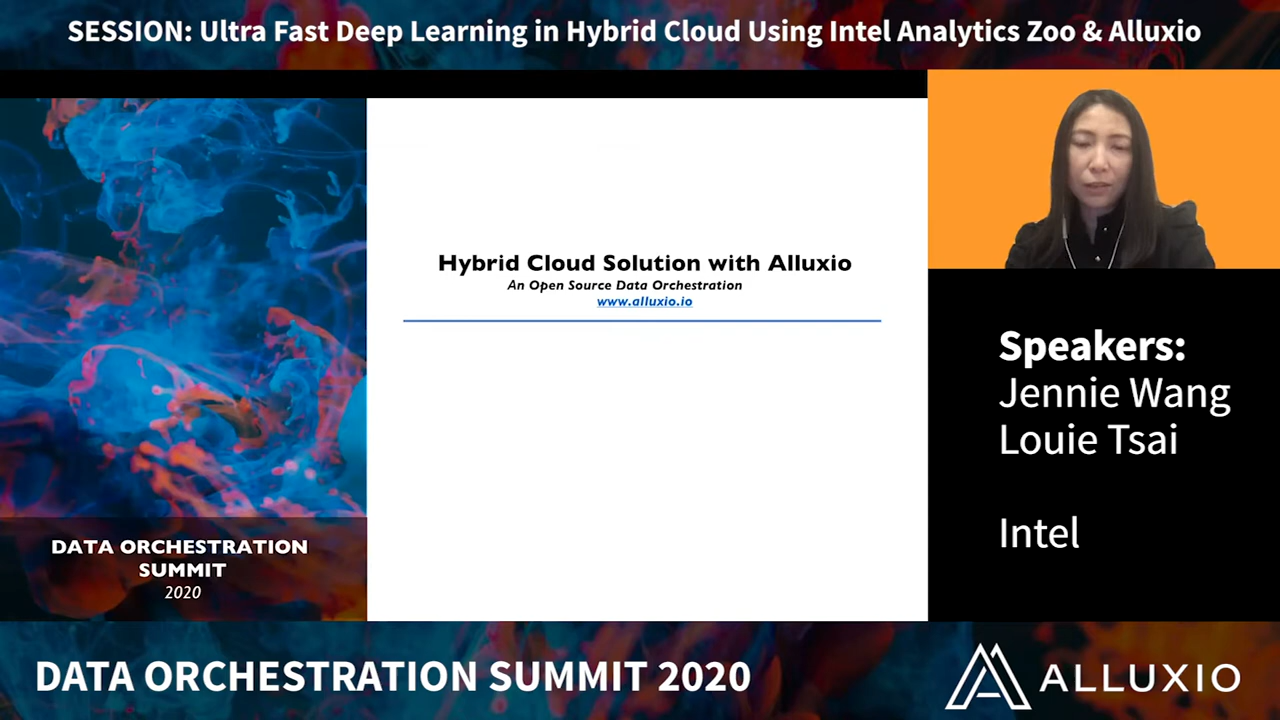 SESSION: Ultra Fast Deep Learning in Hybrid Cloud Using Intel Analytics Zoo & Alluxio
Hybrid Cloud Solution with Alluxio
An Open Source Data Orchestration
www.alluxio.io
DATA ORCHESTRATION
SUMMIT
2020
Speakers:
Jennie Wang
Louie Tsai
Intel
DATA ORCHESTRATION SUMMIT 2020
ALLUXIO